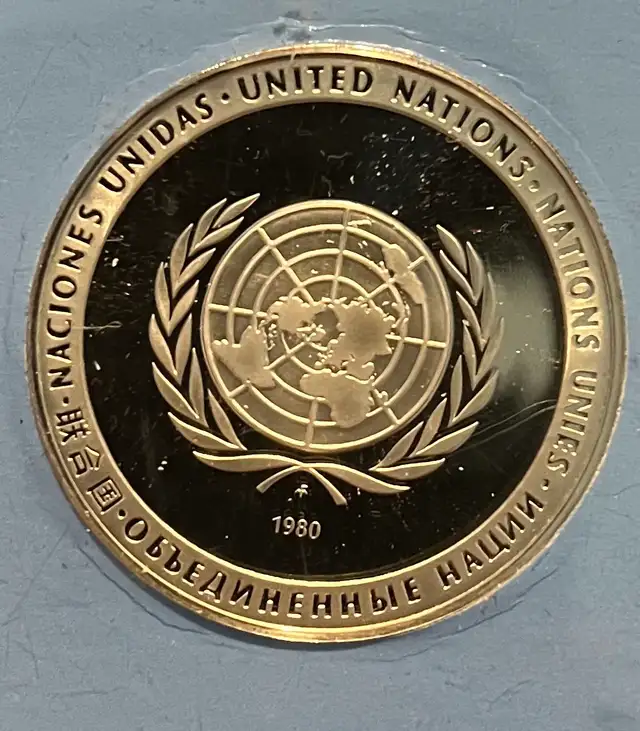 UNITED NATIONS · NATIONS UNIES · ОБЪЕДИНЕННЫЕ НАЦИИ · 联合国 · NACIONES UNIDAS ·
1980